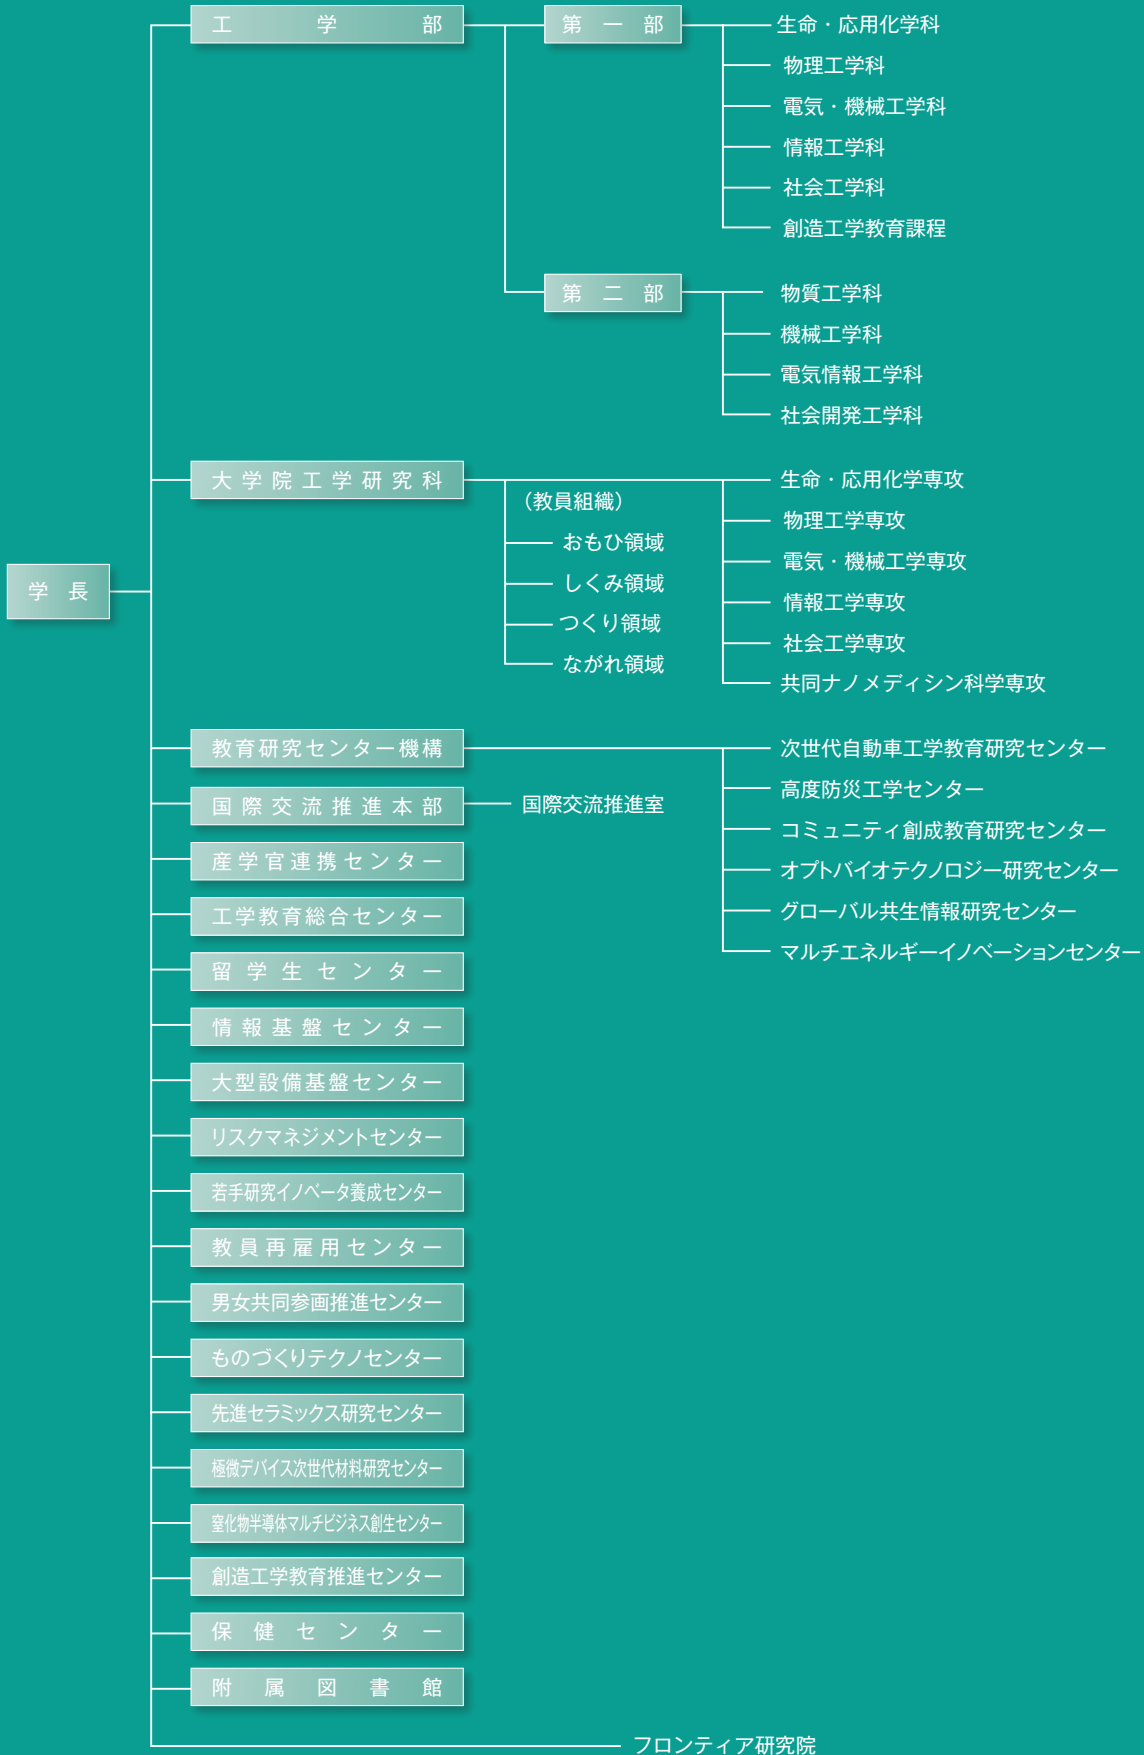 学長
工学部
第一部
生命・応用化学科
物理工学科
電気・機械工学科
情報工学科
社会工学科
創造工学教育課程
第二部
物質工学科
機械工学科
電気情報工学科
社会開発工学科
大学院工学研究科
（教員組織）
おもひ領域
しくみ領域
つくり領域
ながれ領域
生命・応用化学専攻
物理工学専攻
電気・機械工学専攻
情報工学専攻
社会工学専攻
共同ナノメディシン科学専攻
教育研究センター機構
次世代自動車工学教育研究センター
高度防災工学センター
コミュニティ創成教育研究センター
オプトバイオテクノロジー研究センター
グローバル共生情報研究センター
マルチエネルギーイノベーションセンター
国際交流推進本部
国際交流推進室
産学官連携センター
工学教育総合センター
留学生センター
情報基盤センター
大型設備基盤センター
リスクマネジメントセンター
若手研究イノベータ養成センター
教員再雇用センター
男女共同参画推進センター
ものづくりテクノセンター
先進セラミックス研究センター
極微デバイス次世代材料研究センター
窒化物半導体マルチビジネス創生センター
創造工学教育推進センター
保健センター
附属図書館
フロンティア研究院